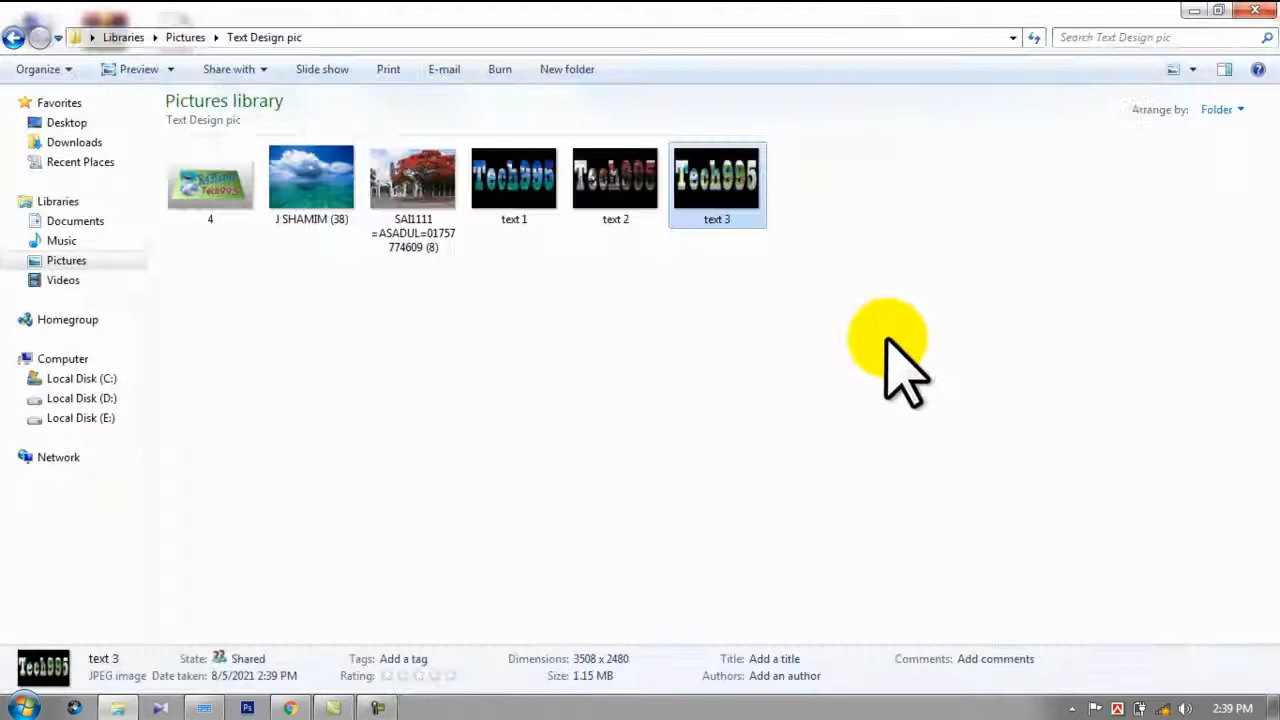 Libraries
Pictures
Text Design pic
Search Text Design pic
Organize
Preview
Share with
Slide show
Print
E-mail
Burn
New folder
Favorites
Desktop
Downloads
Recent Places
Libraries
Documents
Music
Pictures
Videos
Homegroup
Computer
Local Disk (C:)
Local Disk (D:)
Local Disk (E:)
Network
Pictures library
Text Design pic
Arrange by: Folder
Tech995
Tech995
Tech995
Tech995
4
J SHAMIM (38)
SAI1111
=ASADUL=01757
774609 (8)
text 1
text 2
text 3
Tech995
text 3
JPEG image
State: Shared
Date taken: 8/5/2021 2:39 PM
Tags: Add a tag
Rating:
Dimensions: 3508 x 2480
Size: 1.15 MB
Title: Add a title
Authors: Add an author
Comments: Add comments
Ps
2:39 PM